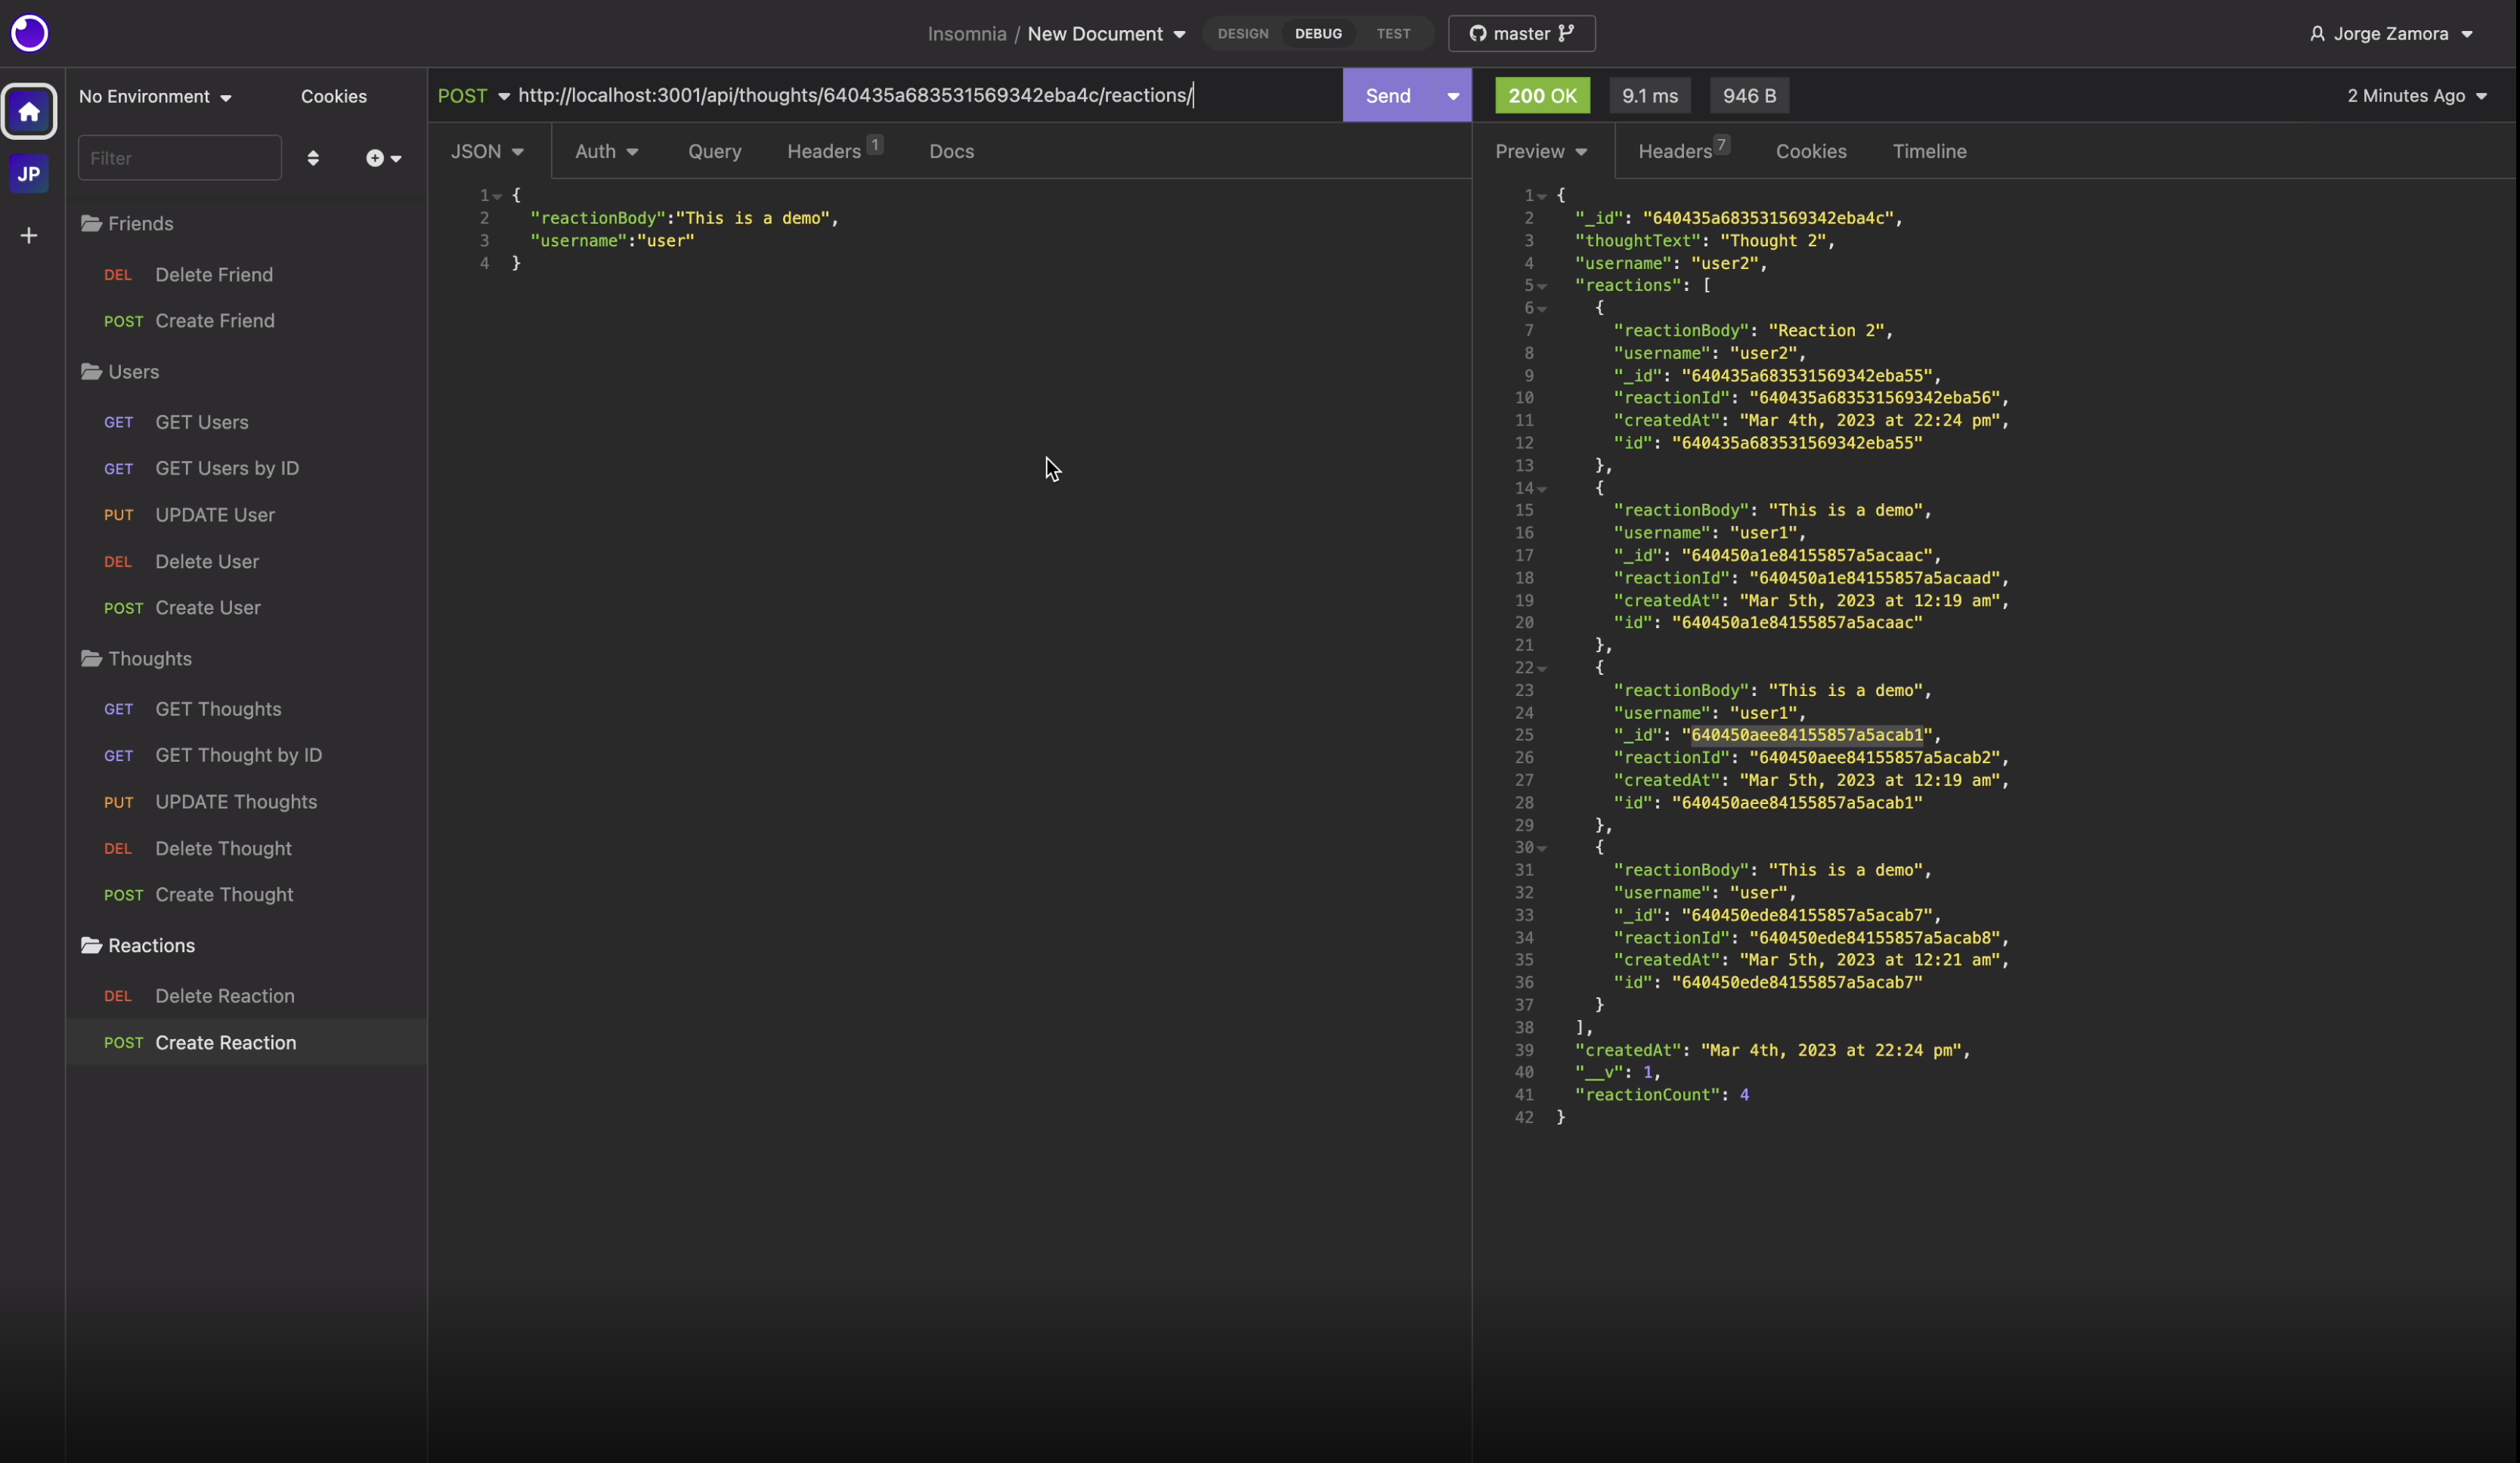 Insomnia / New Document
DESIGN DEBUG TEST
master
Jorge Zamora
JP
No Environment
Cookies
Filter
Friends
DEL Delete Friend
POST Create Friend
Users
GET GET Users
GET GET Users by ID
PUT UPDATE User
DEL Delete User
POST Create User
Thoughts
GET GET Thoughts
GET GET Thought by ID
PUT UPDATE Thoughts
DEL Delete Thought
POST Create Thought
Reactions
DEL Delete Reaction
POST Create Reaction
POST http://localhost:3001/api/thoughts/640435a683531569342eba4c/reactions/
Send
JSON Auth Query Headers 1 Docs
1 {
2 "reactionBody":"This is a demo",
3 "username":"user"
4 }
200 OK 9.1 ms 946 B
2 Minutes Ago
Preview Headers 7 Cookies Timeline
1 {
2 "_id": "640435a683531569342eba4c",
3 "thoughtText": "Thought 2",
4 "username": "user2",
5 "reactions": [
6 {
7 "reactionBody": "Reaction 2",
8 "username": "user2",
9 "_id": "640435a683531569342eba55",
10 "reactionId": "640435a683531569342eba56",
11 "createdAt": "Mar 4th, 2023 at 22:24 pm",
12 "id": "640435a683531569342eba55"
13 },
14 {
15 "reactionBody": "This is a demo",
16 "username": "user1",
17 "_id": "640450a1e84155857a5acaac",
18 "reactionId": "640450a1e84155857a5acaad",
19 "createdAt": "Mar 5th, 2023 at 12:19 am",
20 "id": "640450a1e84155857a5acaac"
21 },
22 {
23 "reactionBody": "This is a demo",
24 "username": "user1",
25 "_id": "640450aee84155857a5acab1",
26 "reactionId": "640450aee84155857a5acab2",
27 "createdAt": "Mar 5th, 2023 at 12:19 am",
28 "id": "640450aee84155857a5acab1"
29 },
30 {
31 "reactionBody": "This is a demo",
32 "username": "user",
33 "_id": "640450ede84155857a5acab7",
34 "reactionId": "640450ede84155857a5acab8",
35 "createdAt": "Mar 5th, 2023 at 12:21 am",
36 "id": "640450ede84155857a5acab7"
37 }
38 ],
39 "createdAt": "Mar 4th, 2023 at 22:24 pm",
40 "__v": 1,
41 "reactionCount": 4
42 }